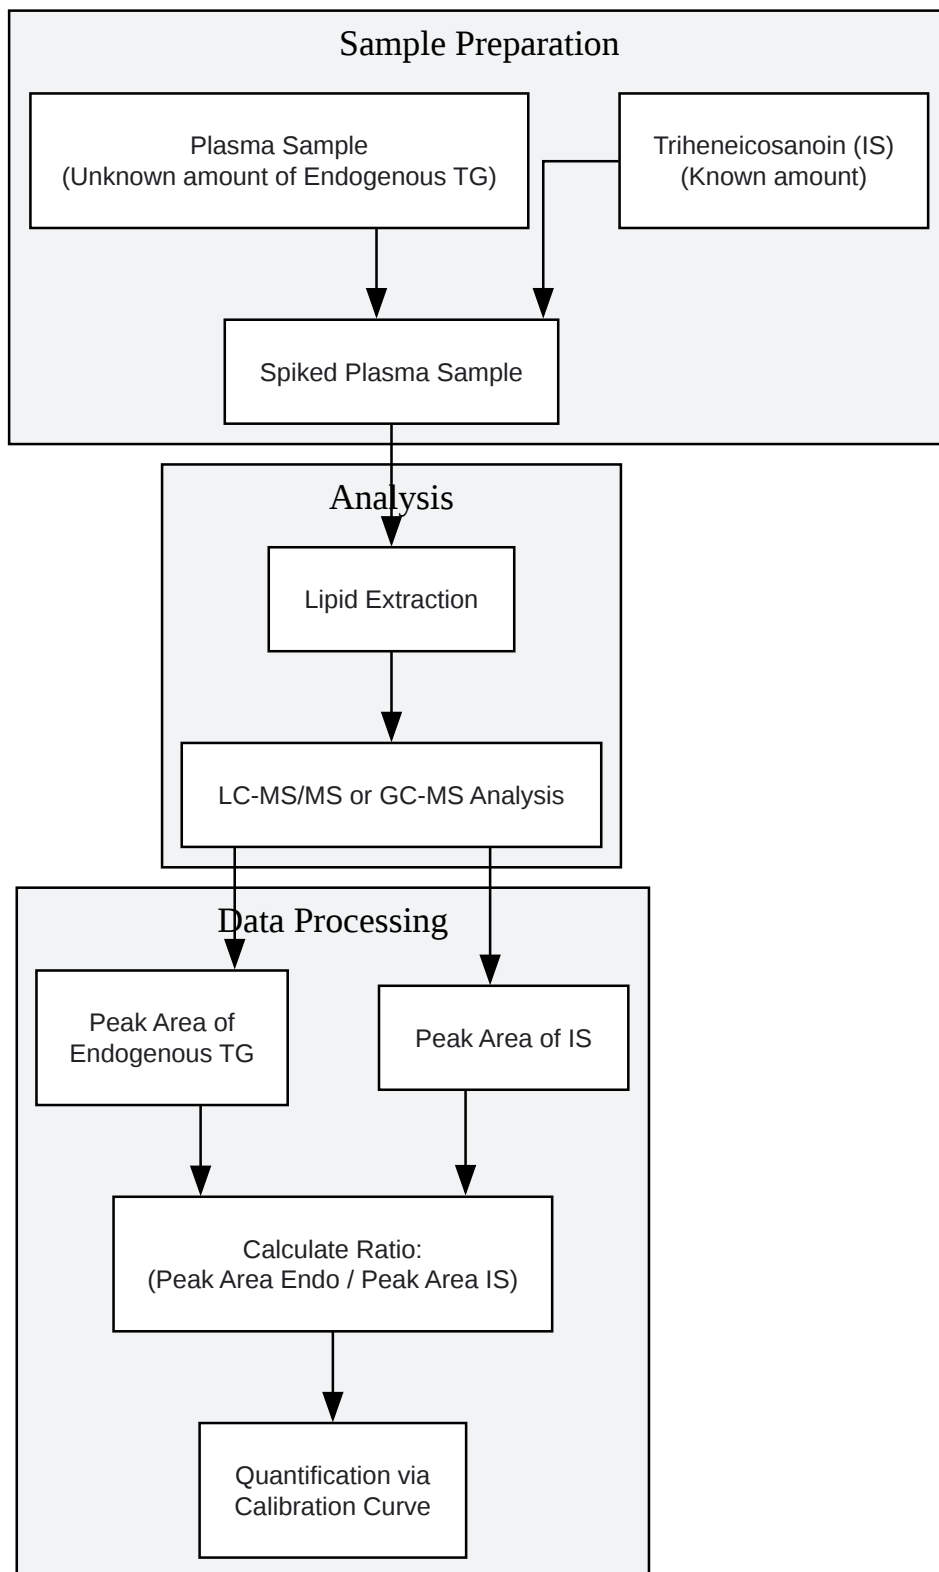 Sample Preparation
Plasma Sample
(Unknown amount of Endogenous TG)
Triheneicosanoin (IS)
(Known amount)
Spiked Plasma Sample
Analysis
Lipid Extraction
LC-MS/MS or GC-MS Analysis
Data Processing
Peak Area of
Endogenous TG
Peak Area of IS
Calculate Ratio:
(Peak Area Endo / Peak Area IS)
Quantification via
Calibration Curve